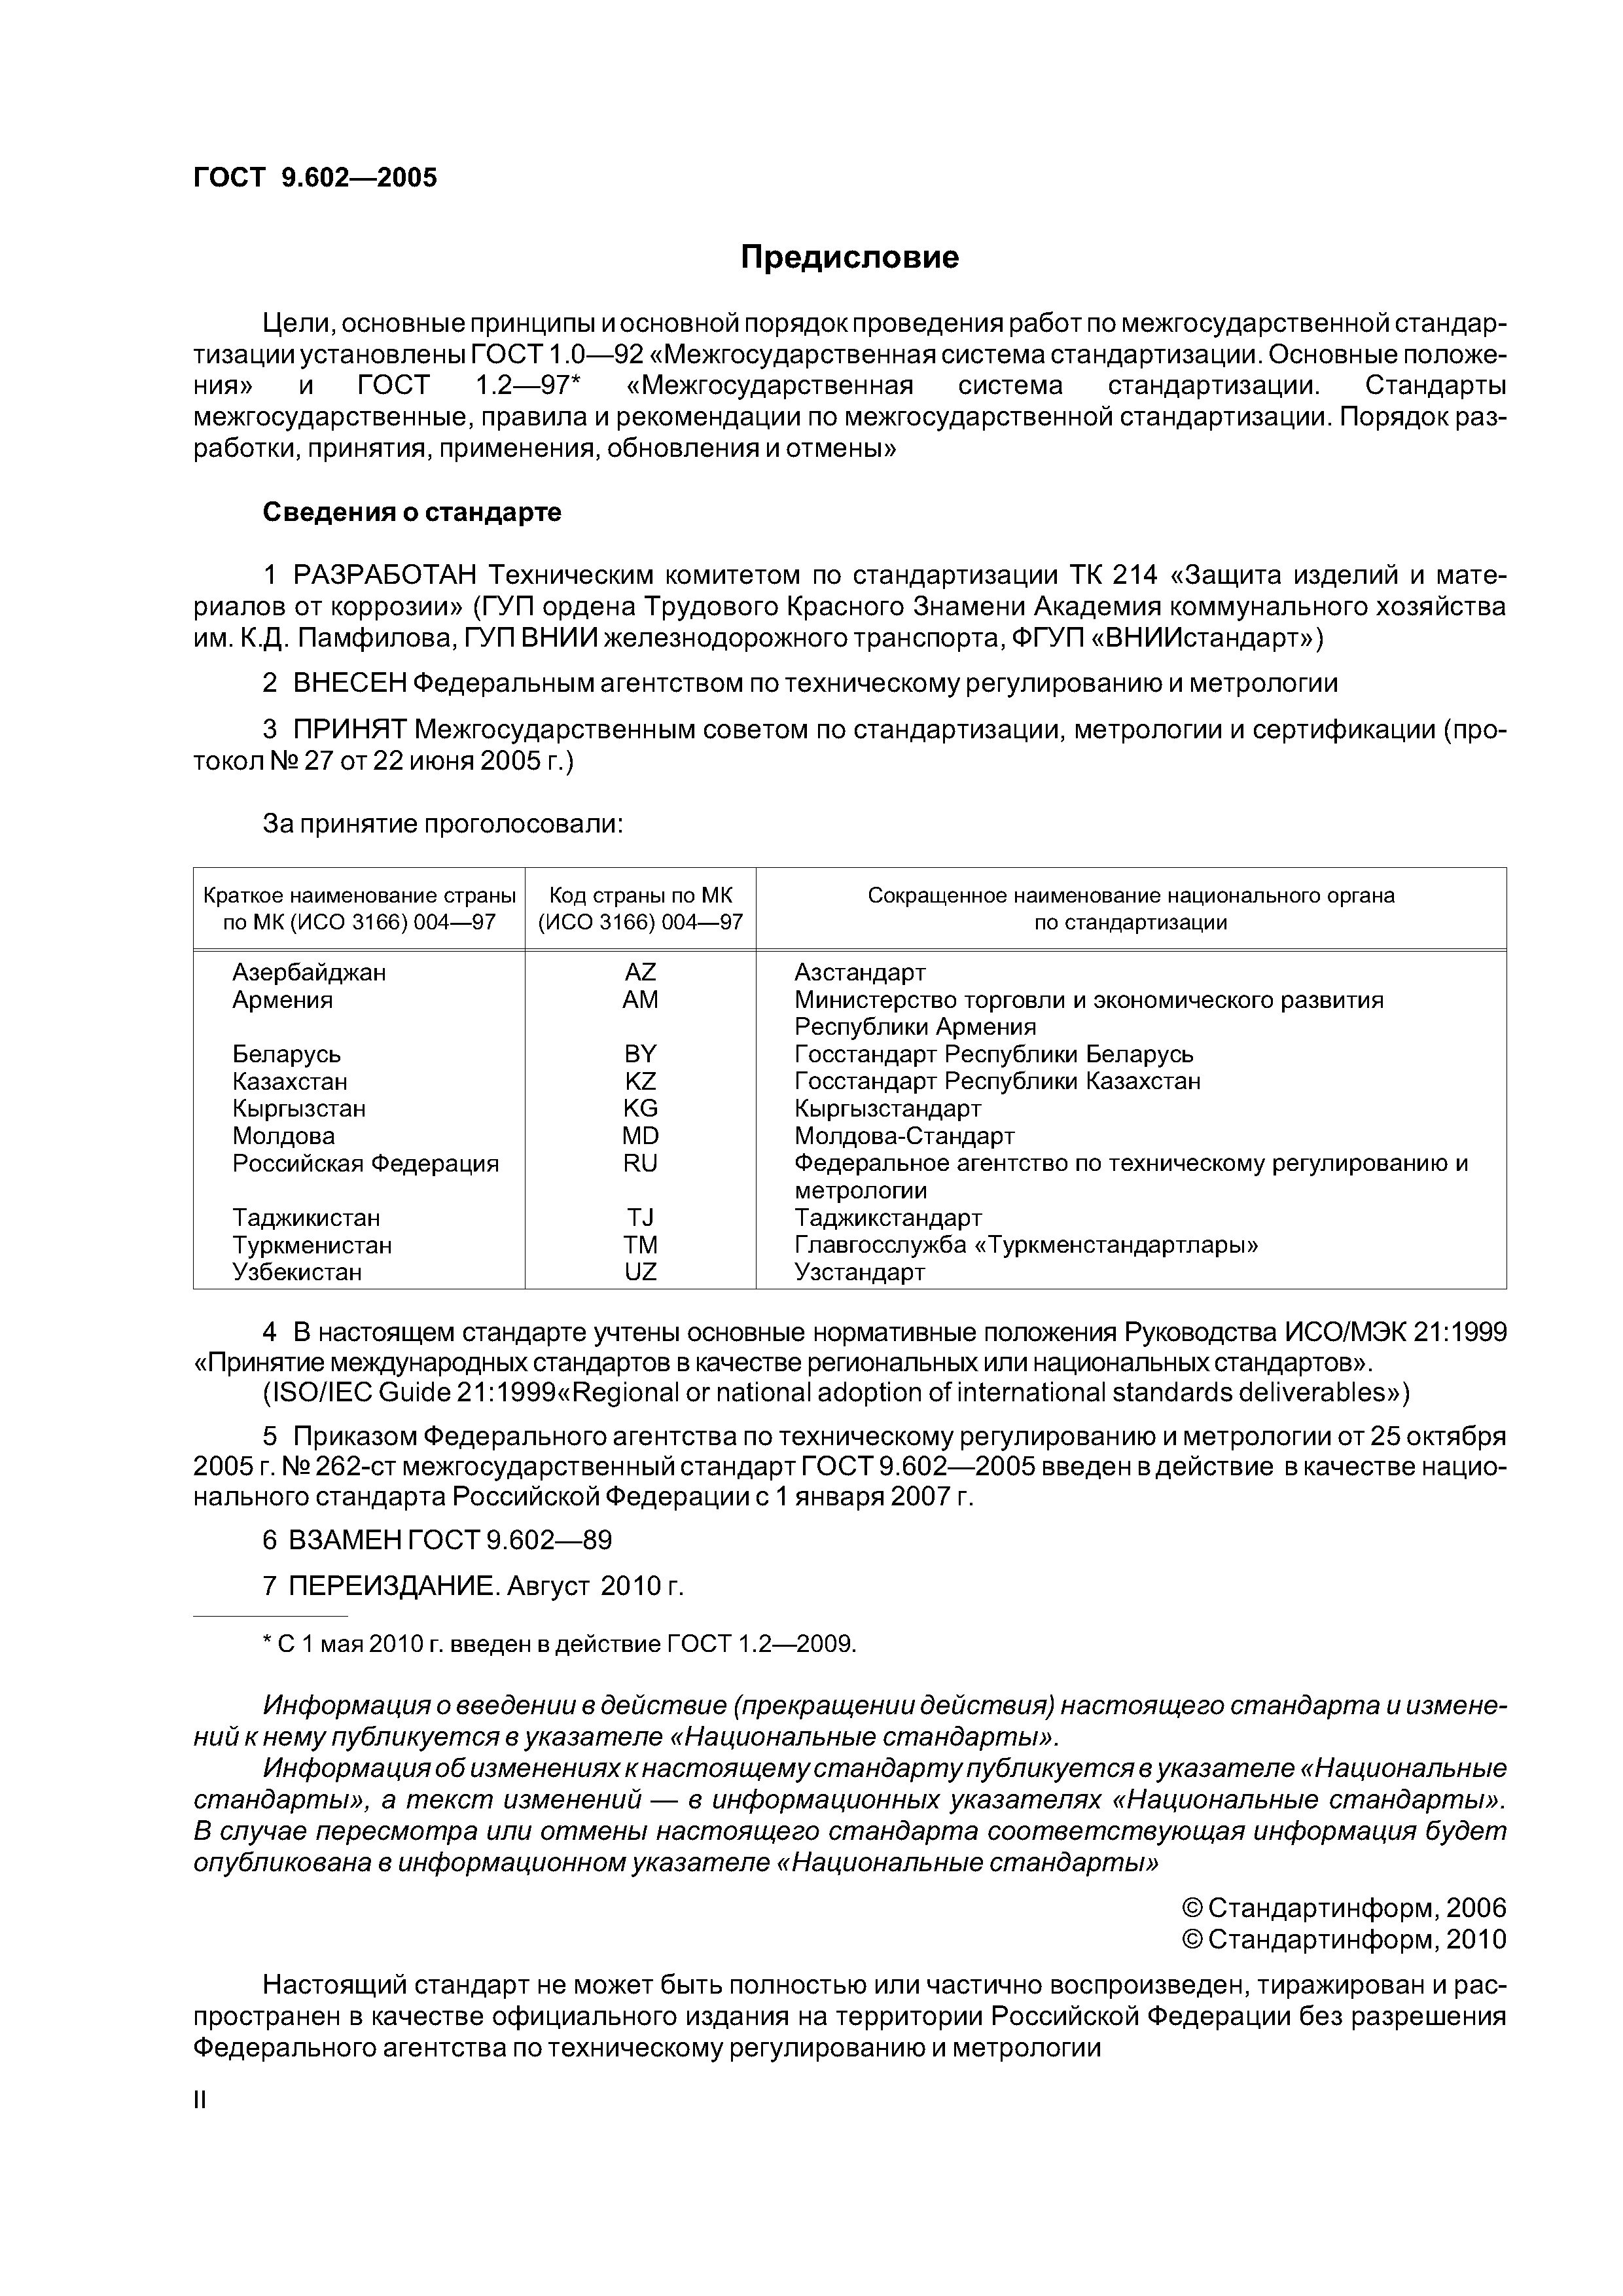 ГОСТ 9.602—2005
Предисловие
Цели, основные принципы и основной порядок проведения работ по межгосударственной стандар-
тизации установлены ГОСТ 1.0—92 «Межгосударственная система стандартизации. Основные положе-
ния» и ГОСТ 1.2—97* «Межгосударственная система стандартизации. Стандарты
межгосударственные, правила и рекомендации по межгосударственной стандартизации. Порядок раз-
работки, принятия, применения, обновления и отмены»
Сведения о стандарте
1 РАЗРАБОТАН Техническим комитетом по стандартизации ТК 214 «Защита изделий и мате-
риалов от коррозии» (ГУП ордена Трудового Красного Знамени Академия коммунального хозяйства
им. К.Д. Памфилова, ГУП ВНИИ железнодорожного транспорта, ФГУП «ВНИИстандарт»)
2 ВНЕСЕН Федеральным агентством по техническому регулированию и метрологии
3 ПРИНЯТ Межгосударственным советом по стандартизации, метрологии и сертификации (про-
токол № 27 от 22 июня 2005 г.)
За принятие проголосовали:
Краткое наименование страны по МК (ИСО 3166) 004—97 Код страны по МК (ИСО 3166) 004—97 Сокращенное наименование национального органа по стандартизации
Азербайджан AZ Азстандарт
Армения AM Министерство торговли и экономического развития
Республики Армения
Беларусь BY Госстандарт Республики Беларусь
Казахстан KZ Госстандарт Республики Казахстан
Кыргызстан KG Кыргызстандарт
Молдова MD Молдова-Стандарт
Российская Федерация RU Федеральное агентство по техническому регулированию и
метрологии
Таджикистан TJ Таджикстандарт
Туркменистан TM Главгосслужба «Туркменстандартлары»
Узбекистан UZ Узстандарт
4 В настоящем стандарте учтены основные нормативные положения Руководства ИСО/МЭК 21:1999
«Принятие международных стандартов в качестве региональных или национальных стандартов».
(ISO/IEC Guide 21:1999«Regional or national adoption of international standards deliverables»)
5 Приказом Федерального агентства по техническому регулированию и метрологии от 25 октября
2005 г. № 262-ст межгосударственный стандарт ГОСТ 9.602—2005 введен в действие в качестве нацио-
нального стандарта Российской Федерации с 1 января 2007 г.
6 ВЗАМЕН ГОСТ 9.602—89
7 ПЕРЕИЗДАНИЕ. Август 2010 г.
* С 1 мая 2010 г. введен в действие ГОСТ 1.2—2009.
Информация о введении в действие (прекращении действия) настоящего стандарта и измене-
ний к нему публикуется в указателе «Национальные стандарты».
Информация об изменениях к настоящему стандарту публикуется в указателе «Национальные
стандарты», а текст изменений — в информационных указателях «Национальные стандарты».
В случае пересмотра или отмены настоящего стандарта соответствующая информация будет
опубликована в информационном указателе «Национальные стандарты»
© Стандартинформ, 2006
© Стандартинформ, 2010
Настоящий стандарт не может быть полностью или частично воспроизведен, тиражирован и рас-
пространен в качестве официального издания на территории Российской Федерации без разрешения
Федерального агентства по техническому регулированию и метрологии
II